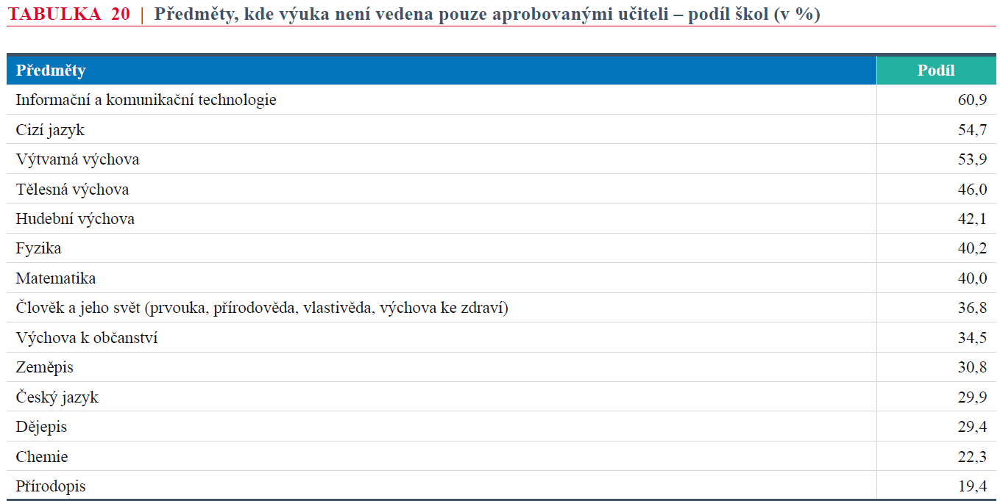 TABULKA 20 | Předměty, kde výuka není vedena pouze aprobovanými učiteli – podíl škol (v %)
Předměty Podíl
Informační a komunikační technologie 60,9
Cizí jazyk 54,7
Výtvarná výchova 53,9
Tělesná výchova 46,0
Hudební výchova 42,1
Fyzika 40,2
Matematika 40,0
Člověk a jeho svět (prvouka, přírodověda, vlastivěda, výchova ke zdraví) 36,8
Výchova k občanství 34,5
Zeměpis 30,8
Český jazyk 29,9
Dějepis 29,4
Chemie 22,3
Přírodopis 19,4